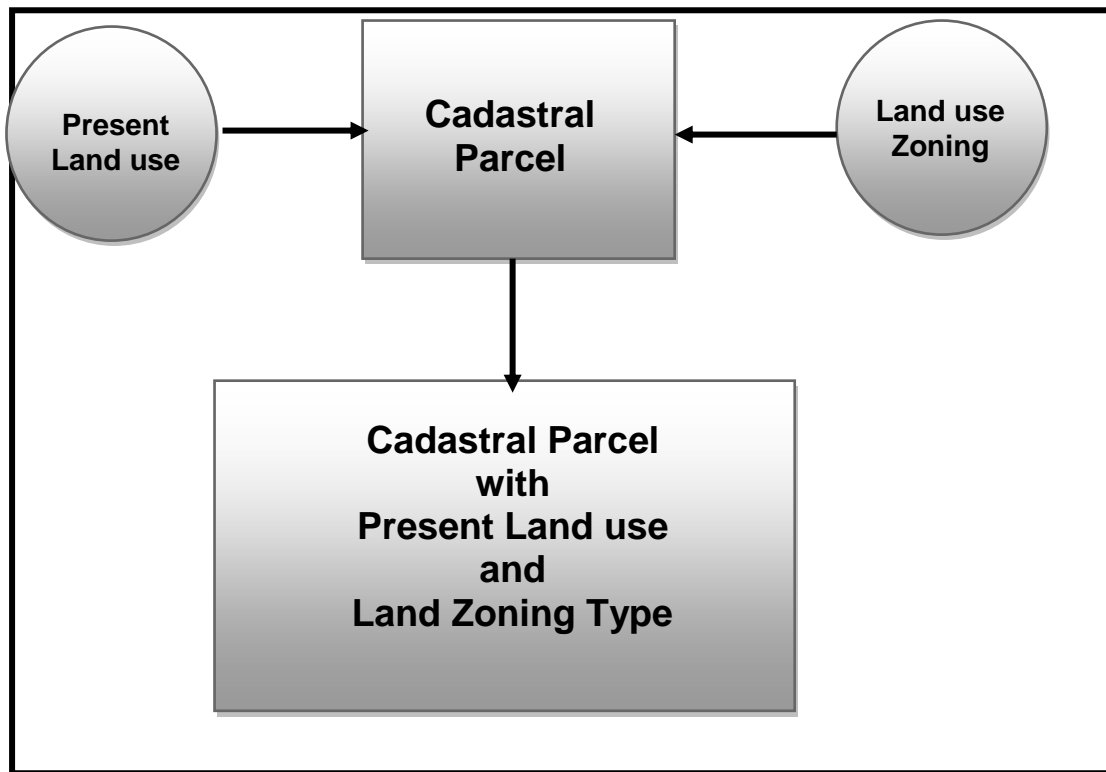 Present
Land use
Cadastral
Parcel
Land use
Zoning
Cadastral Parcel
with
Present Land use
and
Land Zoning Type